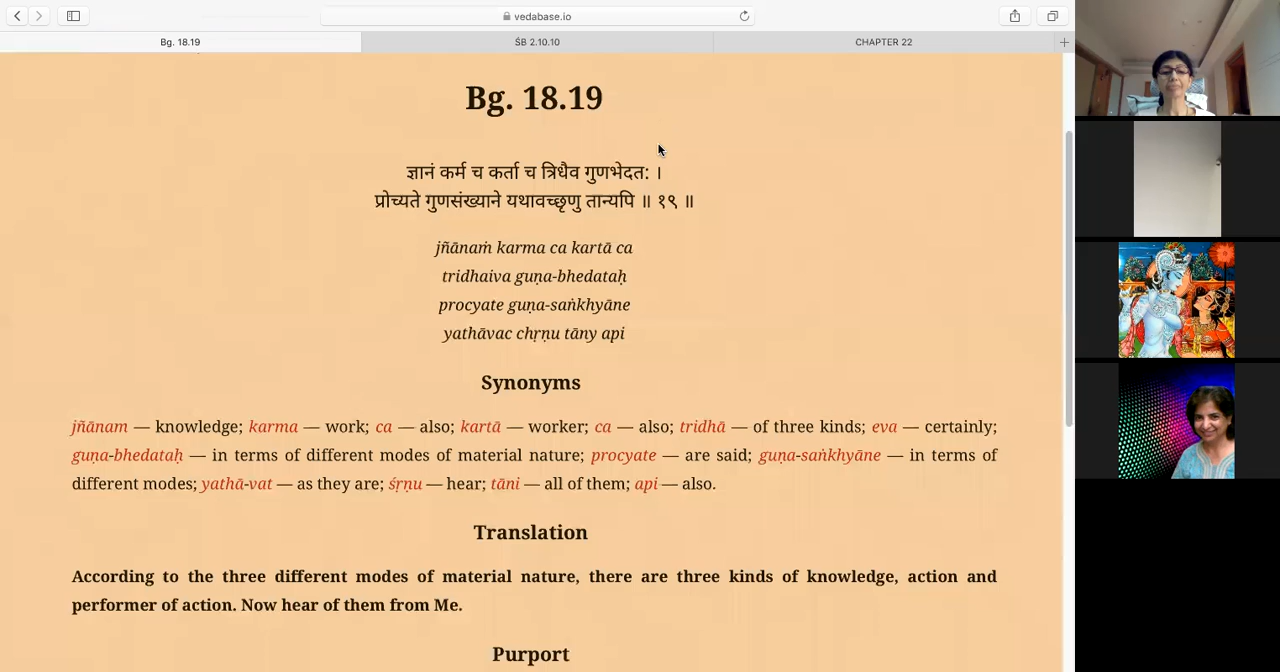 vedabase.io
Bg. 18.19
ŚB 2.10.10
CHAPTER 22
Bg. 18.19
ज्ञानं कर्म च कर्ता च त्रिधैव गुणभेदत: ।
प्रोच्यते गुणसंख्याने यथावच्छृणु तान्यपि ॥ १९ ॥
jñānaṁ karma ca kartā ca
tridhaiva guṇa-bhedataḥ
procyate guṇa-saṅkhyāne
yathāvac chṛṇu tāny api
Synonyms
jñānam — knowledge; karma — work; ca — also; kartā — worker; ca — also; tridhā — of three kinds; eva — certainly;
guṇa-bhedataḥ — in terms of different modes of material nature; procyate — are said; guṇa-saṅkhyāne — in terms of
different modes; yathā-vat — as they are; śṛṇu — hear; tāni — all of them; api — also.
Translation
According to the three different modes of material nature, there are three kinds of knowledge, action and
performer of action. Now hear of them from Me.
Purport